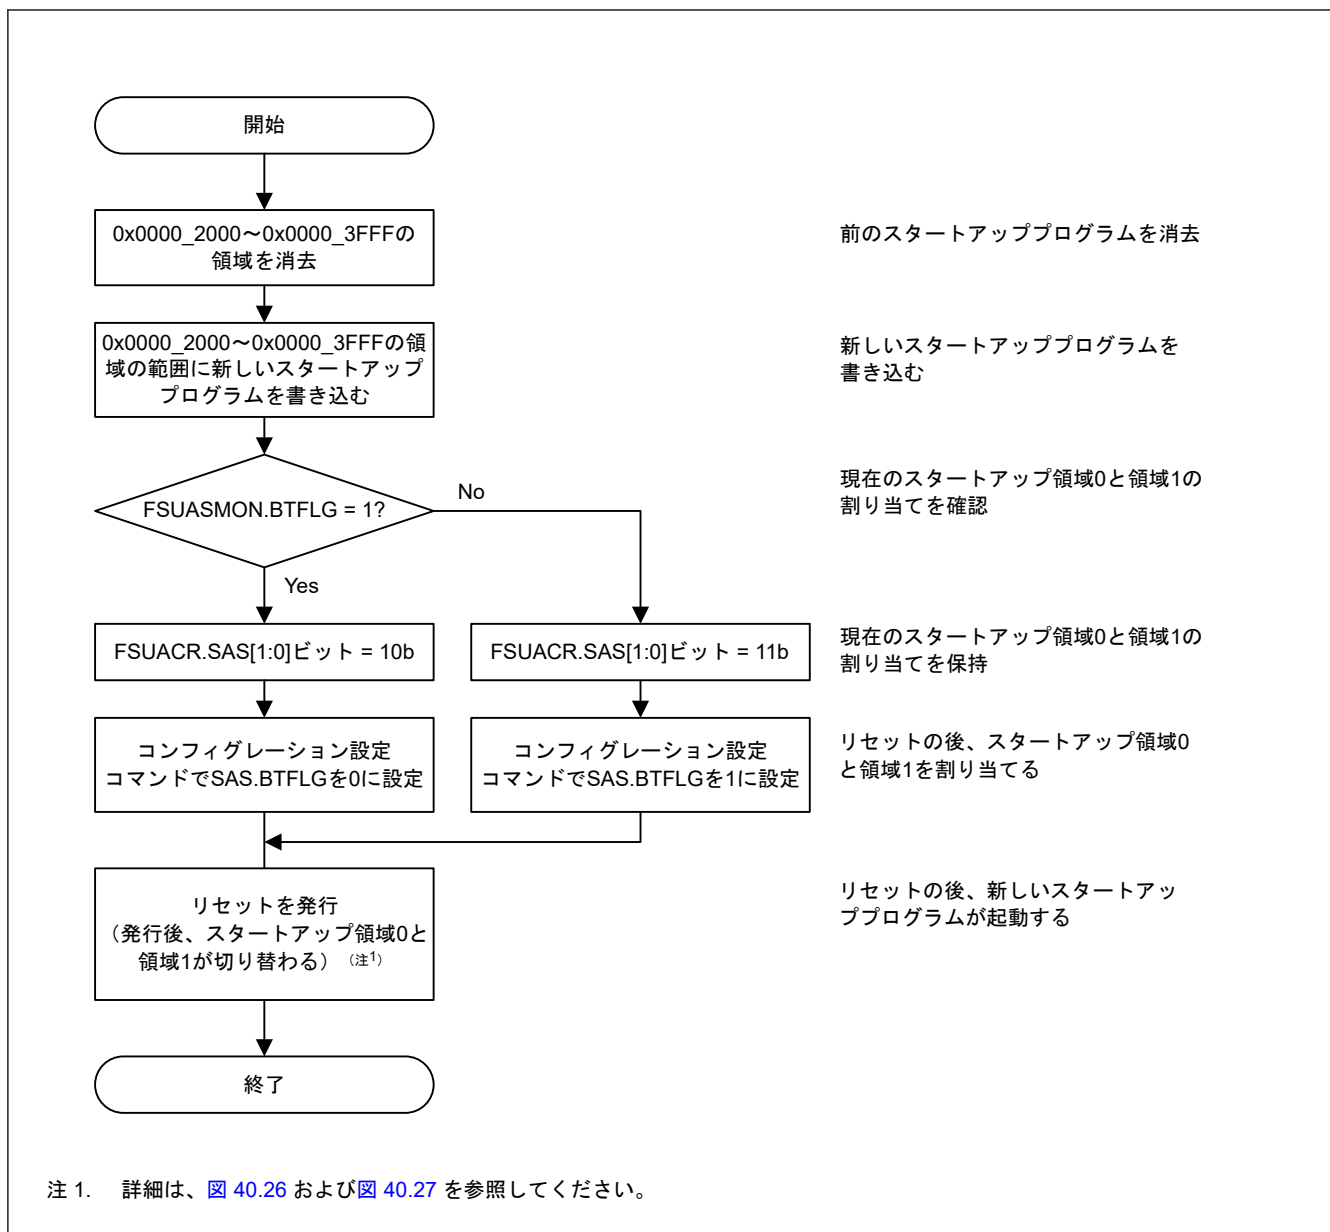 開始
0x0000_2000～0x0000_3FFFの
領域を消去
前のスタートアッププログラムを消去
0x0000_2000～0x0000_3FFFの領
域の範囲に新しいスタートアップ
プログラムを書き込む
新しいスタートアッププログラムを
書き込む
FSUASMON.BTFLG = 1?
No
Yes
現在のスタートアップ領域0と領域1の
割り当てを確認
FSUACR.SAS[1:0]ビット = 10b
FSUACR.SAS[1:0]ビット = 11b
現在のスタートアップ領域0と領域1の
割り当てを保持
コンフィグレーション設定
コマンドでSAS.BTFLGを0に設定
コンフィグレーション設定
コマンドでSAS.BTFLGを1に設定
リセットの後、スタートアップ領域0
と領域1を割り当てる
リセットを発行
（発行後、スタートアップ領域0と
領域1が切り替わる）（注1）
リセットの後、新しいスタートアッ
ププログラムが起動する
終了
注 1. 詳細は、図 40.26 および図 40.27 を参照してください。